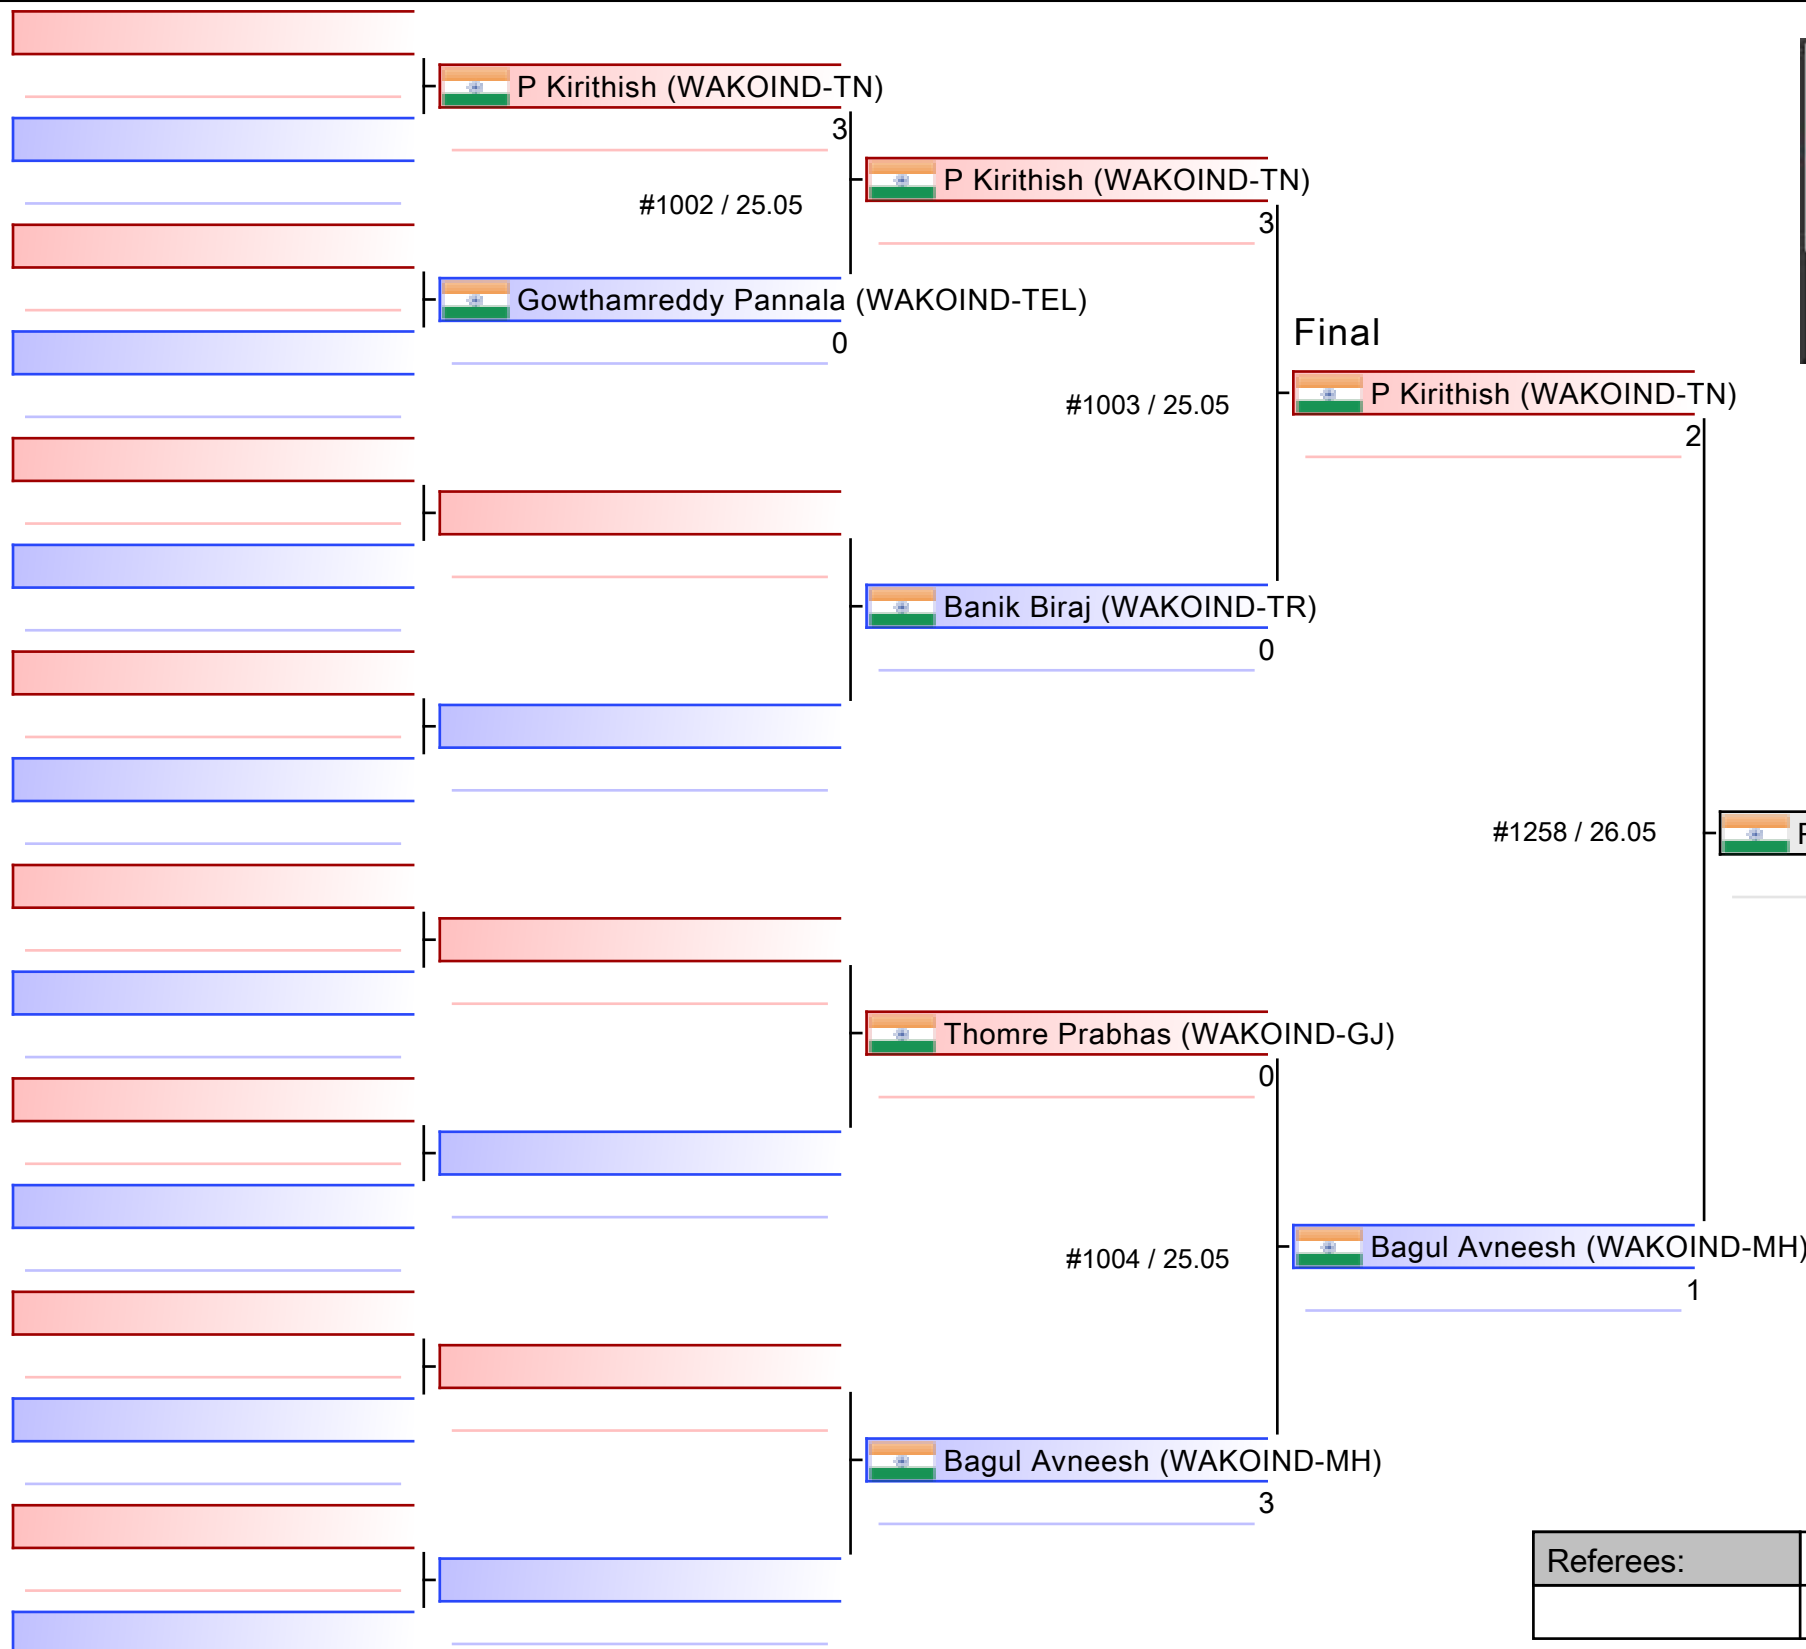 P Kirithish (WAKOIND-TN)
3
P Kirithish (WAKOIND-TN)
#1002 / 25.05
3
Gowthamreddy Pannala (WAKOIND-TEL)
0
Final
P Kirithish (WAKOIND-TN)
#1003 / 25.05
2
Banik Biraj (WAKOIND-TR)
0
#1258 / 26.05
Thomre Prabhas (WAKOIND-GJ)
0
Bagul Avneesh (WAKOIND-MH)
#1004 / 25.05
1
Bagul Avneesh (WAKOIND-MH)
3
Referees: